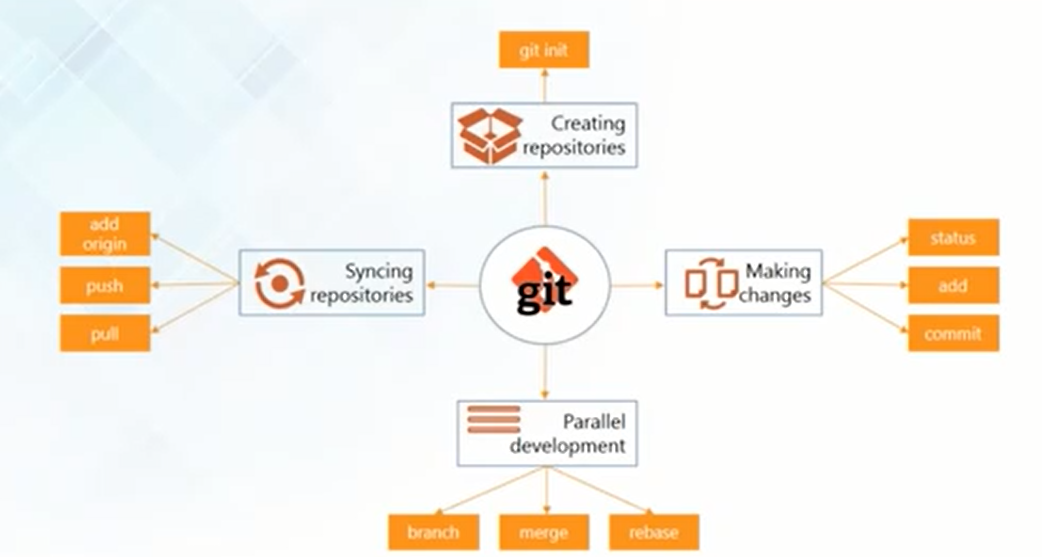 git init
Creating
repositories
add
origin
push
pull
Syncing
repositories
git
Making
changes
status
add
commit
Parallel
development
branch
merge
rebase